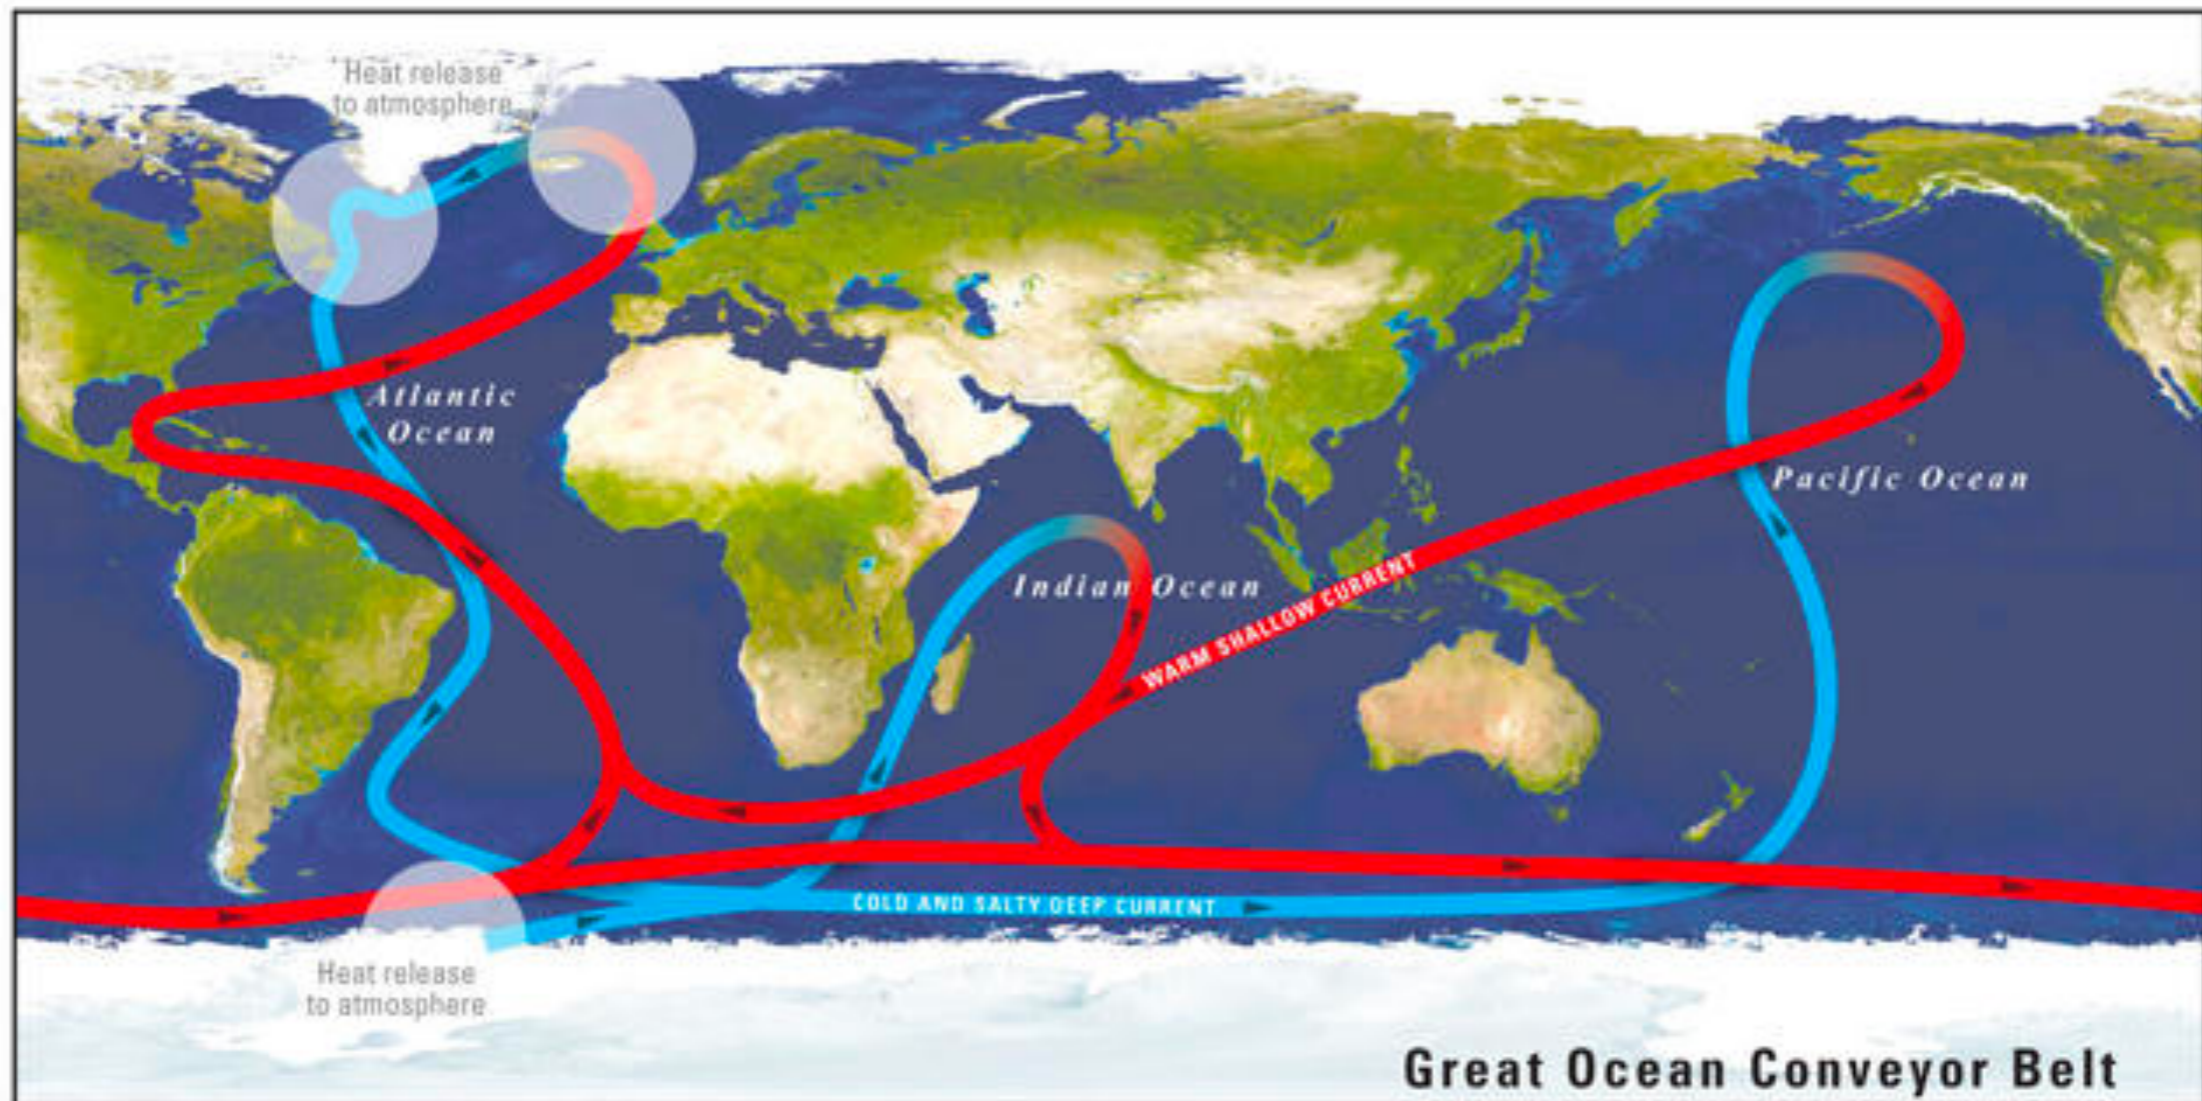 Heat release
to atmosphere
Atlantic
Ocean
Pacific Ocean
Indian Ocean
WARM SHALLOW CURRENT
COLD AND SALTY DEEP CURRENT
Heat release
to atmosphere
Great Ocean Conveyor Belt